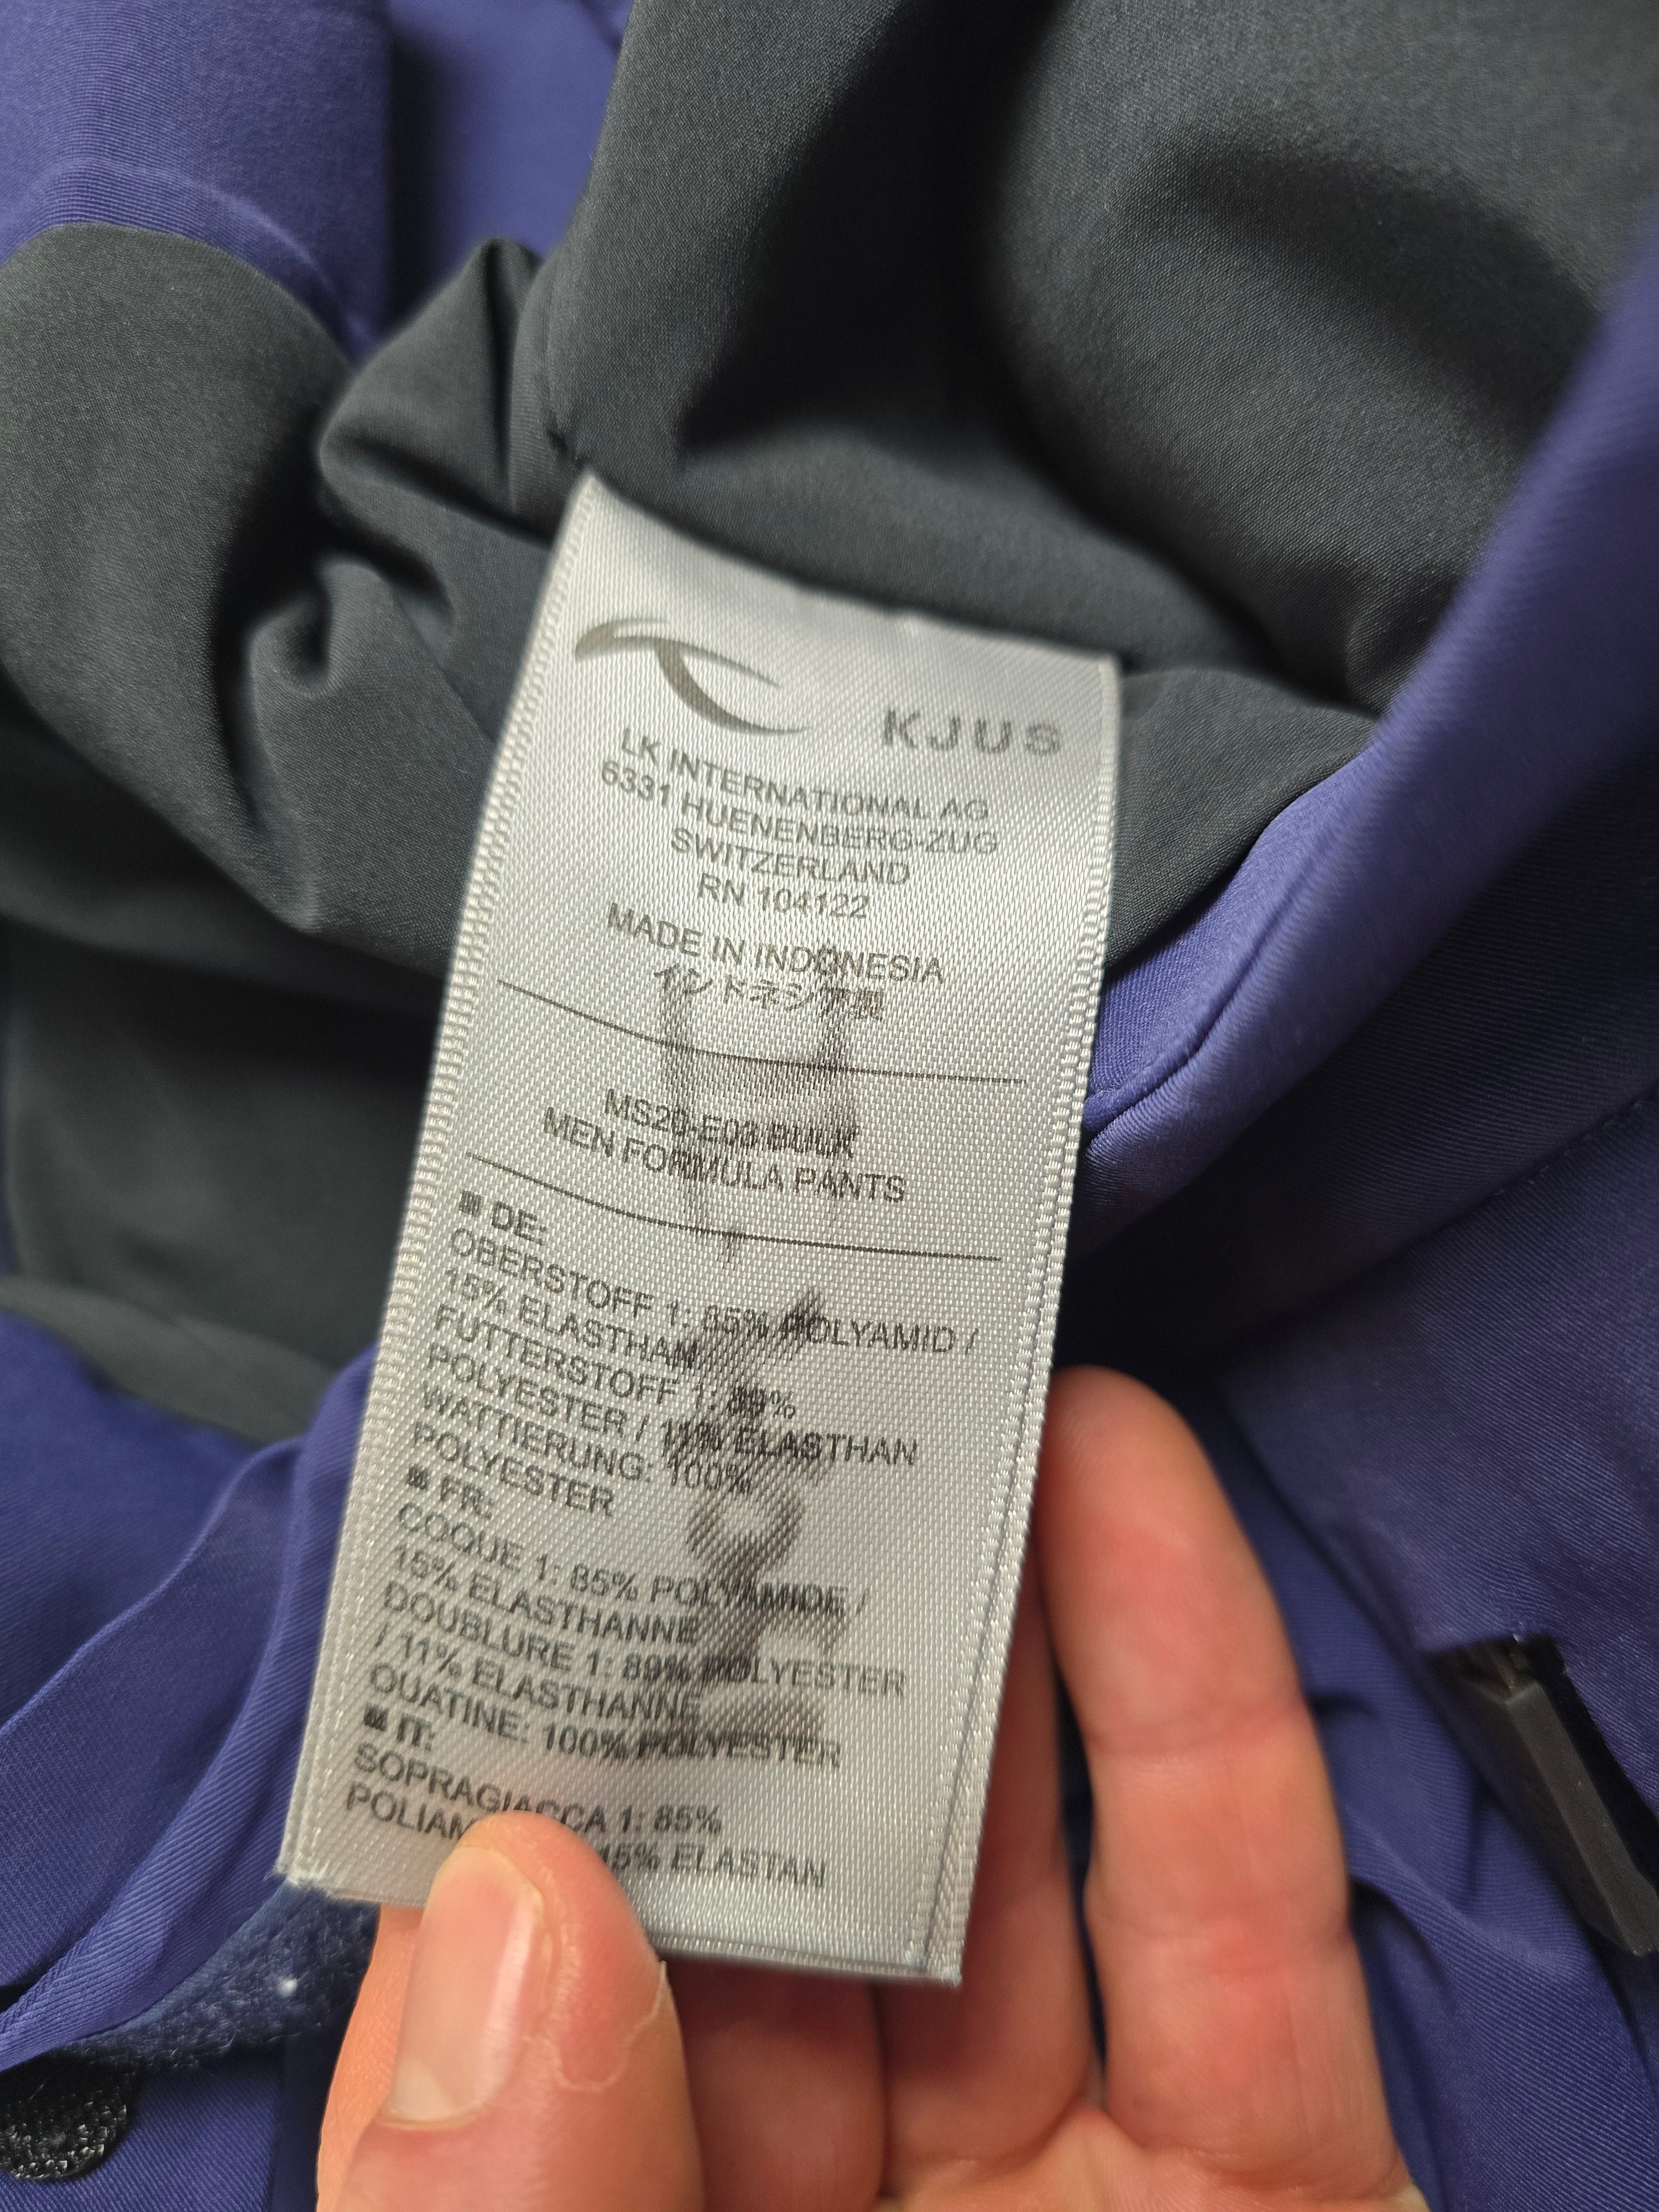 KJUS
LK INTERNATIONAL AG
6331 HUENENBERG-ZUG
SWITZERLAND
RN 104122
MADE IN INDONESIA
インドネシア製
MS20-E03 BULK
MEN FORMULA PANTS
■ DE:
OBERSTOFF 1: 85% POLYAMID /
15% ELASTHAN
FUTTERSTOFF 1: 89%
POLYESTER / 11% ELASTHAN
WATTIERUNG: 100%
POLYESTER
■ FR:
COQUE 1: 85% POLYAMIDE /
15% ELASTHANNE
DOUBLURE 1: 89% POLYESTER
/ 11% ELASTHANNE
OUATINE: 100% POLYESTER
■ IT:
SOPRAGIACCA 1: 85%
15% ELASTAN